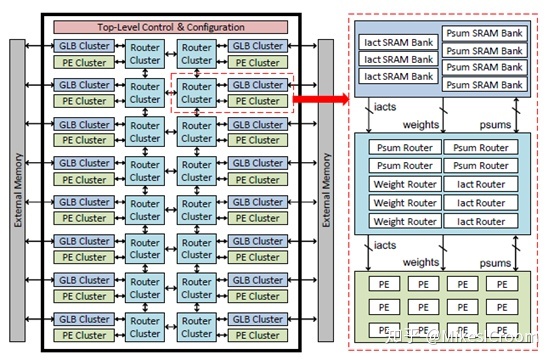 Top-Level Control & Configuration
External Memory
GLB Cluster Router Router GLB Cluster
PE Cluster Cluster Cluster PE Cluster
GLB Cluster Router Router GLB Cluster
PE Cluster Cluster Cluster PE Cluster
GLB Cluster Router Router GLB Cluster
PE Cluster Cluster Cluster PE Cluster
GLB Cluster Router Router GLB Cluster
PE Cluster Cluster Cluster PE Cluster
GLB Cluster Router Router GLB Cluster
PE Cluster Cluster Cluster PE Cluster
GLB Cluster Router Router GLB Cluster
PE Cluster Cluster Cluster PE Cluster
GLB Cluster Router Router GLB Cluster
PE Cluster Cluster Cluster PE Cluster
GLB Cluster Router Router GLB Cluster
PE Cluster Cluster Cluster PE Cluster
External Memory
Iact SRAM Bank
Iact SRAM Bank
Iact SRAM Bank
Psum SRAM Bank
Psum SRAM Bank
Psum SRAM Bank
Psum SRAM Bank
iacts weights psums
Psum Router Psum Router
Psum Router Psum Router
Weight Router Iact Router
Weight Router Iact Router
Weight Router Iact Router
iacts weights psums
PE PE PE PE
PE PE PE PE
PE PE PE PE
知乎 @MikesICroom